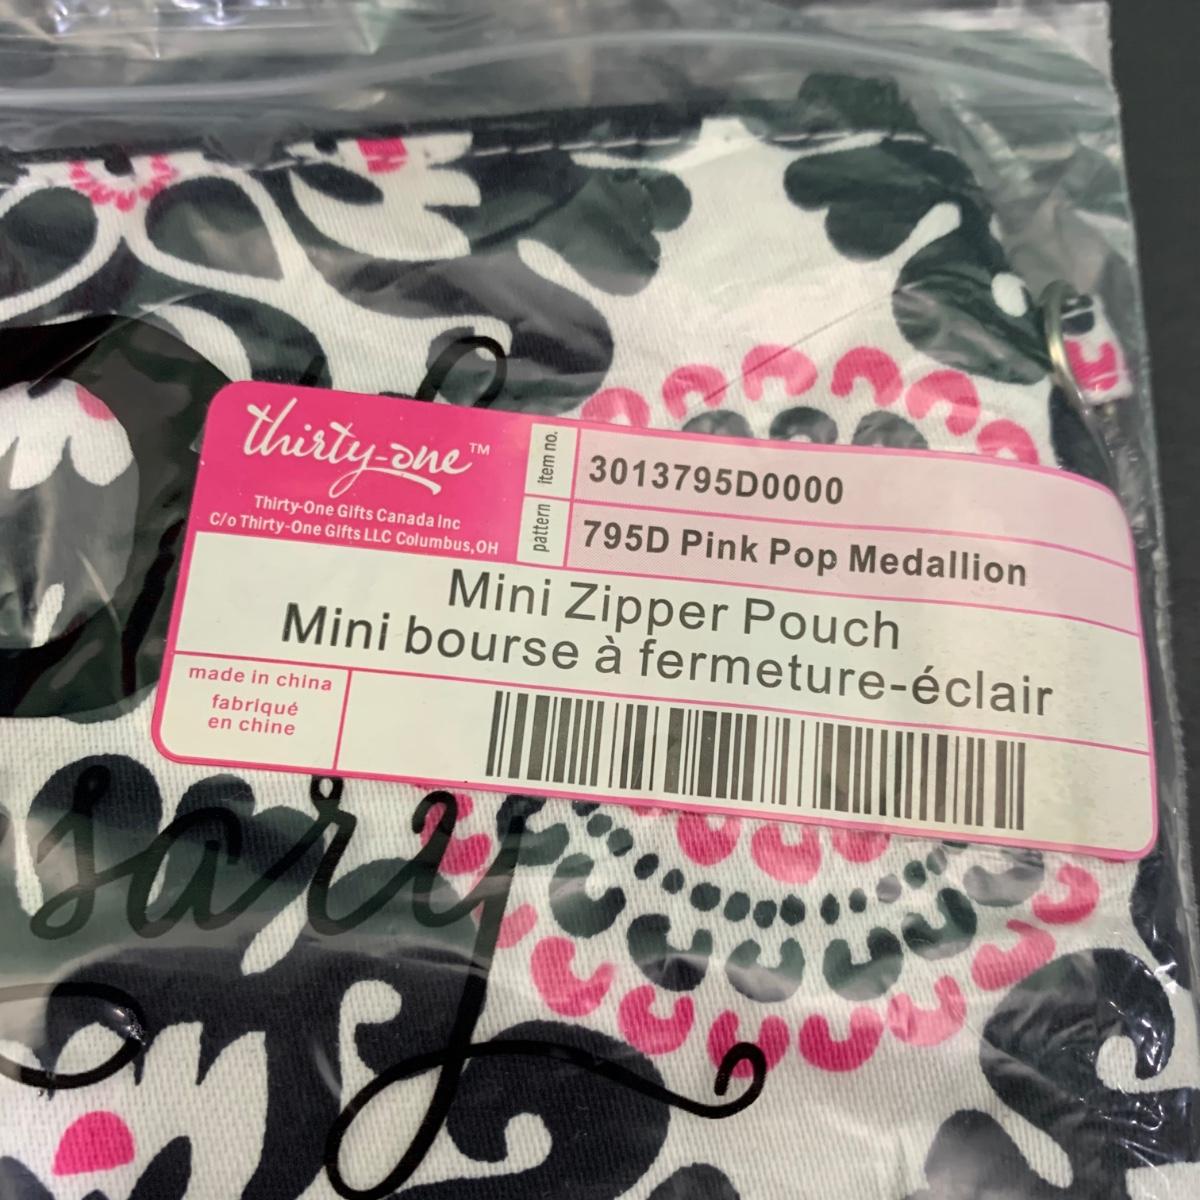 thirty-one™
Thirty-One Gifts Canada Inc
C/o Thirty-One Gifts LLC Columbus,OH
item no.
3013795D0000
pattern
795D Pink Pop Medallion
Mini Zipper Pouch
Mini bourse à fermeture-éclair
made in china
fabriqué
en chine
sary